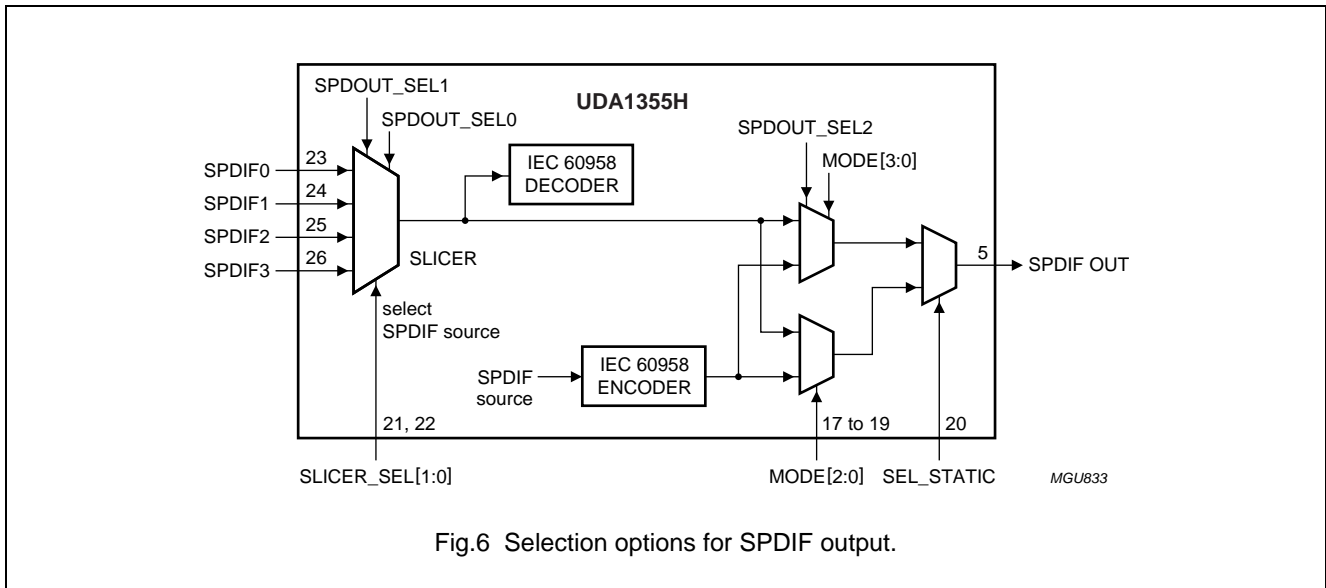 SPDOUT_SEL1
UDA1355H
SPDOUT_SEL0
SPDOUT_SEL2
MODE[3:0]
SPDIF0
23
IEC 60958
DECODER
SPDIF1
24
SPDIF2
25
SPDIF3
26
SLICER
5
SPDIF OUT
select
SPDIF source
SPDIF
source
IEC 60958
ENCODER
21, 22
17 to 19
20
SLICER_SEL[1:0]
MODE[2:0]
SEL_STATIC
MGU833
Fig.6 Selection options for SPDIF output.